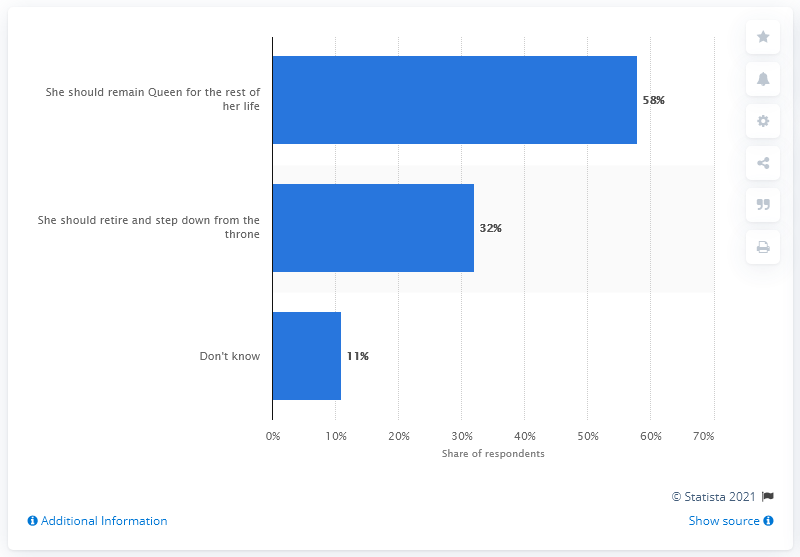 She should remain Queen for the rest of
her life
58%
She should retire and step down from the
throne
32%
Don't know
11%
0% 10% 20% 30% 40% 50% 60% 70%
Share of respondents
© Statista 2021
Additional Information
Show source